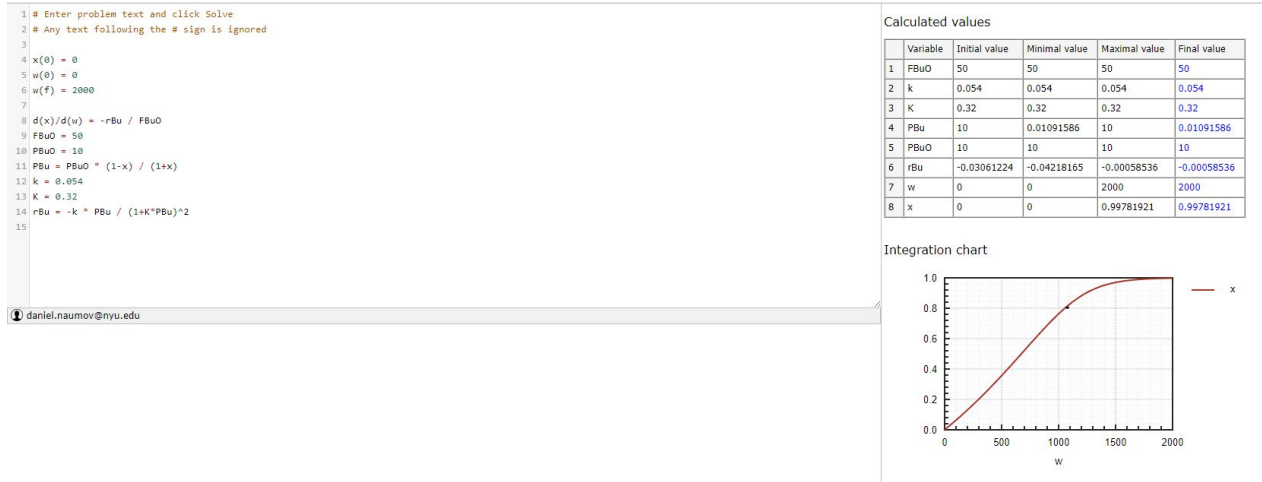 1 # Enter problem text and click Solve
2 # Any text following the # sign is ignored
3
4 x(0) = 0
5 w(0) = 0
6 w(f) = 2000
7
8 d(x)/d(w) = -rBu / FBuO
9 FBuO = 50
10 PBuO = 10
11 PBu = PBuO * (1-x) / (1+x)
12 k = 0.054
13 K = 0.32
14 rBu = -k * PBu / (1+K*PBu)^2
15
daniel.naumov@nyu.edu
Calculated values
Variable Initial value Minimal value Maximal value Final value
1 FBuO 50 50 50 50
2 k 0.054 0.054 0.054 0.054
3 K 0.32 0.32 0.32 0.32
4 PBu 10 0.01091586 10 0.01091586
5 PBuO 10 10 10 10
6 rBu -0.03061224 -0.04218165 -0.00058536 -0.00058536
7 w 0 0 2000 2000
8 x 0 0 0.99781921 0.99781921
Integration chart
1.0
0.8
0.6
0.4
0.2
0.0
0 500 1000 1500 2000
w
x